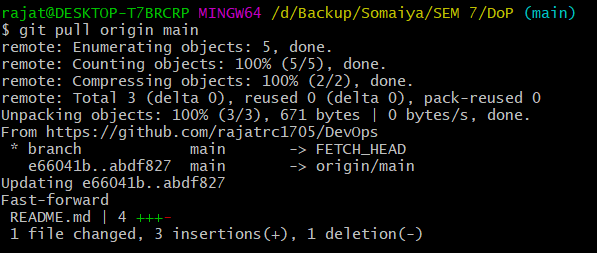 rajat@DESKTOP-T7BRCRP MINGW64 /d/Backup/Somaiya/SEM 7/DoP (main)
$ git pull origin main
remote: Enumerating objects: 5, done.
remote: Counting objects: 100% (5/5), done.
remote: Compressing objects: 100% (2/2), done.
remote: Total 3 (delta 0), reused 0 (delta 0), pack-reused 0
Unpacking objects: 100% (3/3), 671 bytes | 0 bytes/s, done.
From https://github.com/rajatrc1705/DevOps
 * branch            main       -> FETCH_HEAD
   e66041b..abdf827  main       -> origin/main
Updating e66041b..abdf827
Fast-forward
 README.md | 4 +++-
 1 file changed, 3 insertions(+), 1 deletion(-)